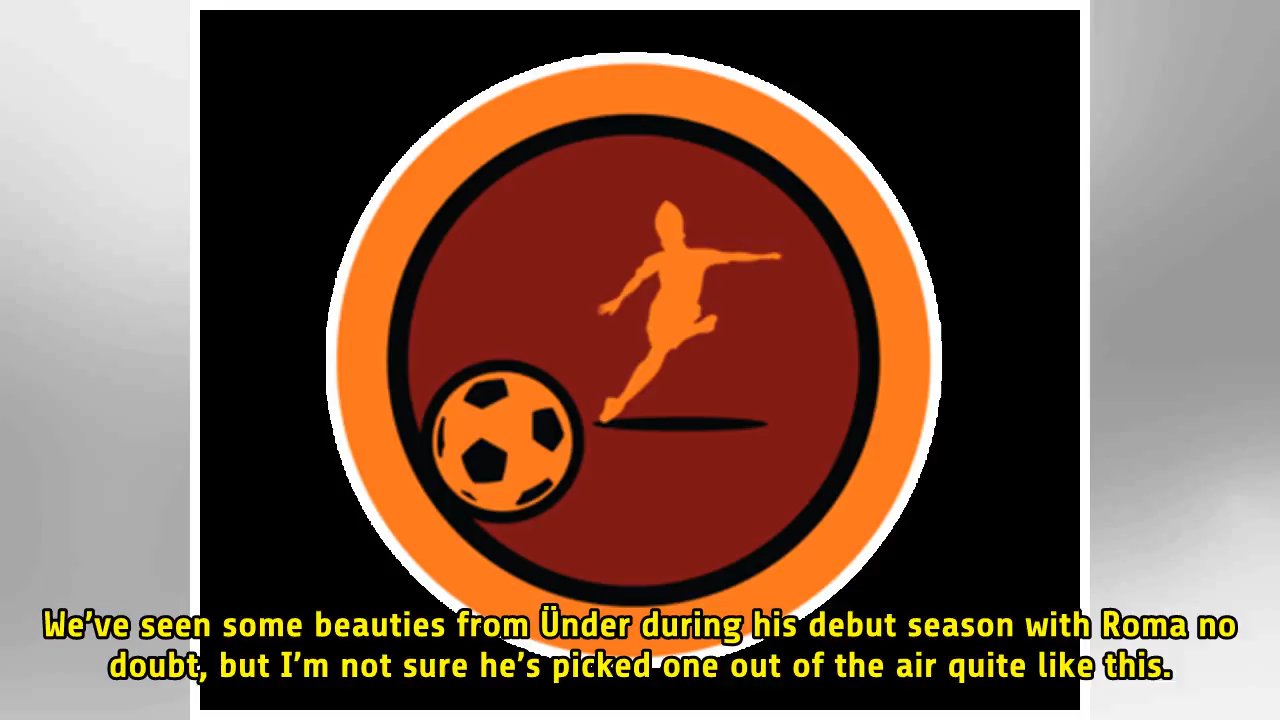 We’ve seen some beauties from Ünder during his debut season with Roma no
doubt, but I’m not sure he’s picked one out of the air quite like this.